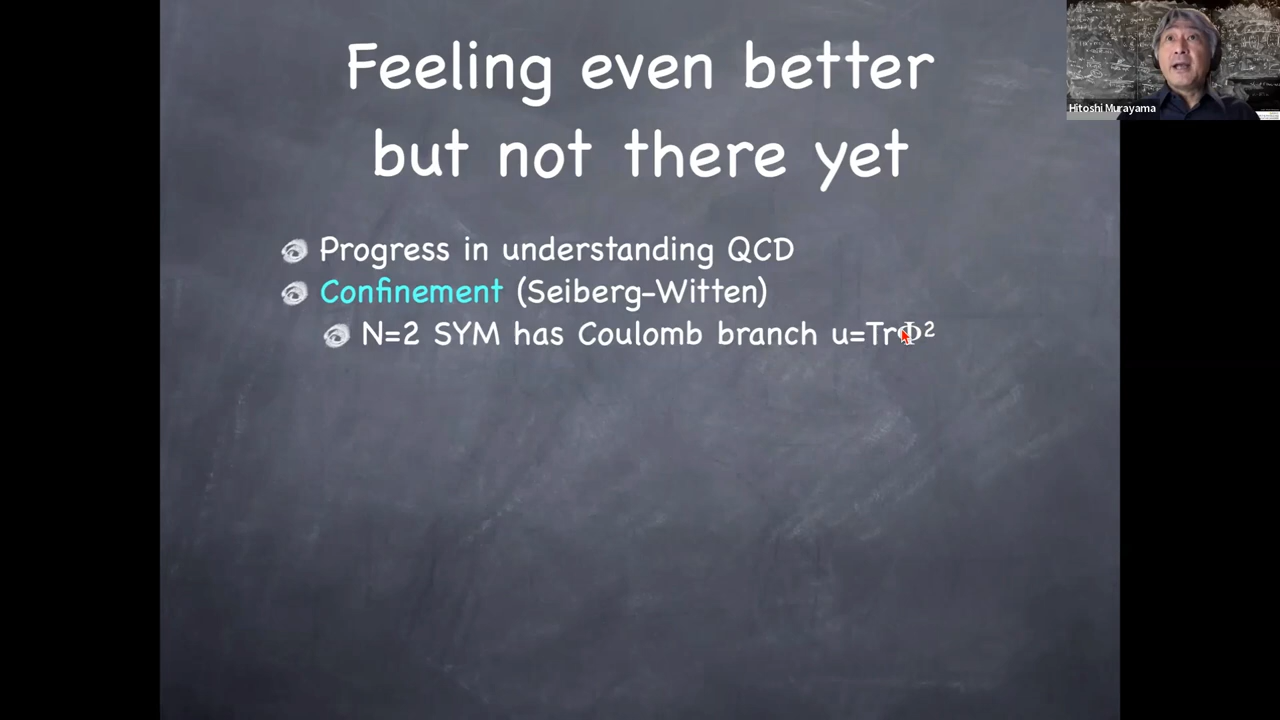 Feeling even better
but not there yet
Progress in understanding QCD
Confinement (Seiberg-Witten)
N=2 SYM has Coulomb branch u=TrΦ²
Hitoshi Murayama